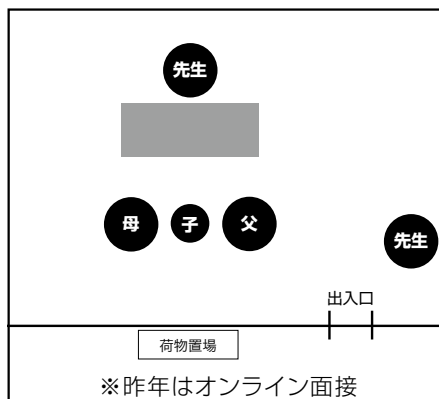 先生
母
子
父
先生
出入口
荷物置場
※昨年はオンライン面接